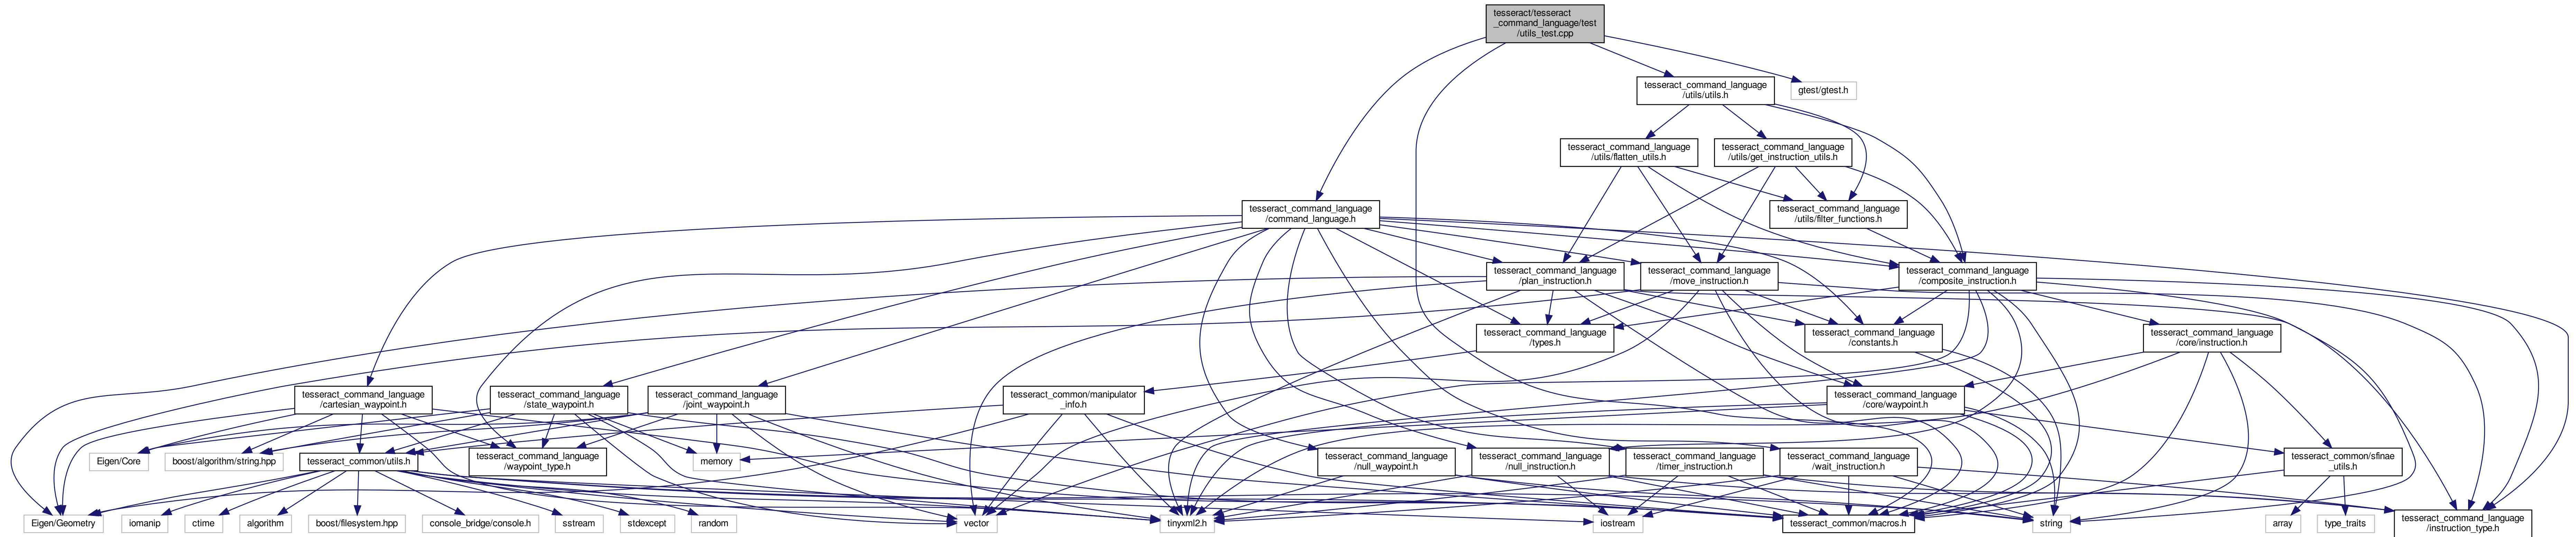 tesseract/tesseract
_command_language/test
/utils_test.cpp
tesseract_command_language
/utils/utils.h
gtest/gtest.h
tesseract_command_language
/utils/flatten_utils.h
tesseract_command_language
/utils/get_instruction_utils.h
tesseract_command_language
/command_language.h
tesseract_command_language
/utils/filter_functions.h
tesseract_command_language
/plan_instruction.h
tesseract_command_language
/move_instruction.h
tesseract_command_language
/composite_instruction.h
tesseract_command_language
/types.h
tesseract_command_language
/constants.h
tesseract_command_language
/core/instruction.h
tesseract_command_language
/cartesian_waypoint.h
tesseract_command_language
/state_waypoint.h
tesseract_command_language
/joint_waypoint.h
tesseract_common/manipulator
_info.h
tesseract_command_language
/core/waypoint.h
Eigen/Core
boost/algorithm/string.hpp
tesseract_common/utils.h
tesseract_command_language
/waypoint_type.h
memory
tesseract_command_language
/null_waypoint.h
tesseract_command_language
/null_instruction.h
tesseract_command_language
/timer_instruction.h
tesseract_command_language
/wait_instruction.h
tesseract_common/sfinae
_utils.h
Eigen/Geometry
iomanip
ctime
algorithm
boost/filesystem.hpp
console_bridge/console.h
sstream
stdexcept
random
vector
tinyxml2.h
iostream
tesseract_common/macros.h
string
array
type_traits
tesseract_command_language
/instruction_type.h